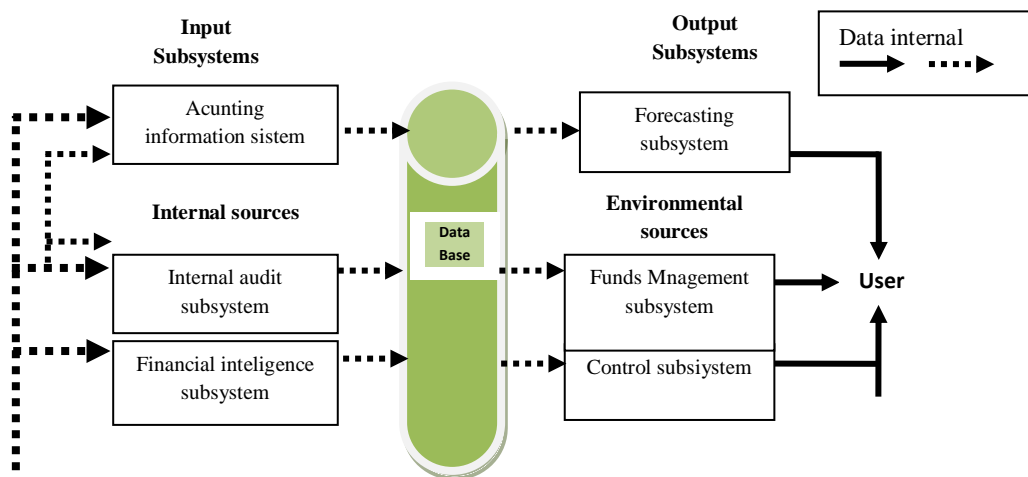 Input
Subsystems
Output
Subsystems
Data internal
Acunting
information sistem
Forecasting
subsystem
Internal sources
Environmental
sources
Data
Base
Internal audit
subsystem
Funds Mnagement
subsystem
User
Financial inteligence
subsystem
Control subsiystem